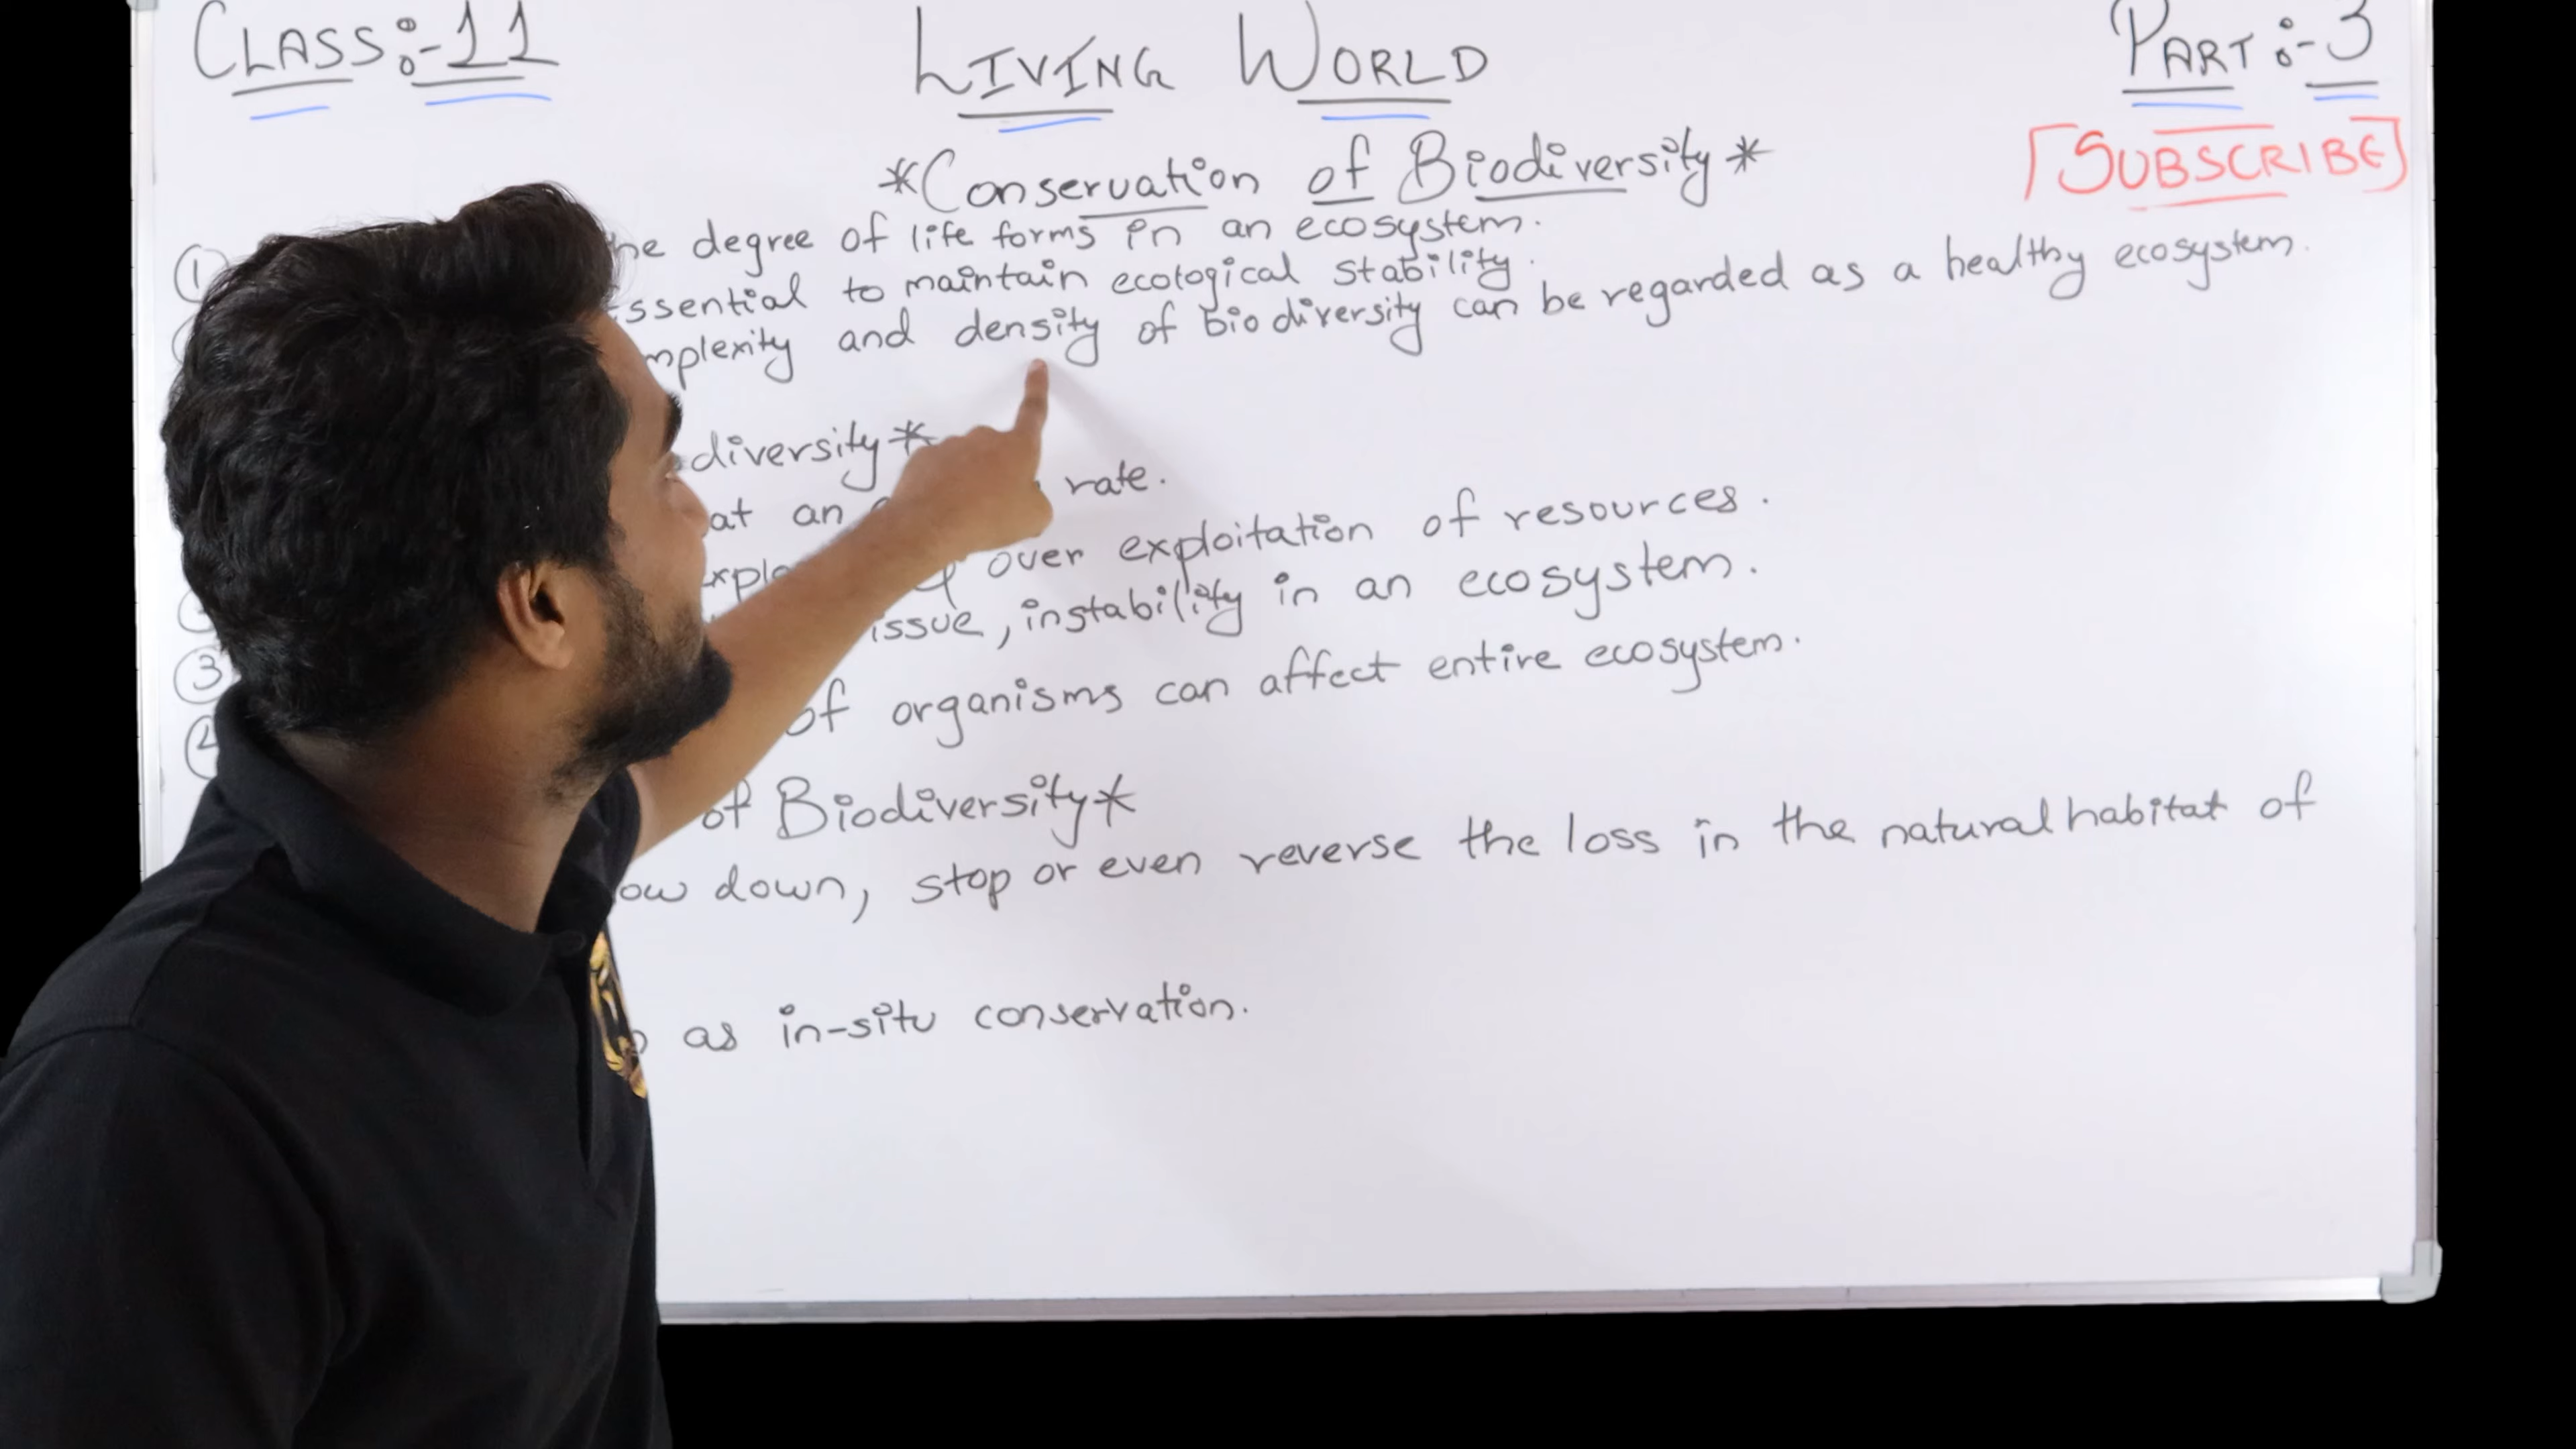 CLASS:-11
LIVING WORLD
PART:-3
SUBSCRIBE
*Conservation of Biodiversity*
1
the degree of life forms in an ecosystem.
essential to maintain ecological stability.
mplexity and density of biodiversity can be regarded as a healthy ecosystem.
diversity*
at an rate.
over exploitation of resources.
issue, instability in an ecosystem.
3
4 of organisms can affect entire ecosystem.
of Biodiversity*
ow down, stop or even reverse the loss in the natural habitat of
as in-situ conservation.